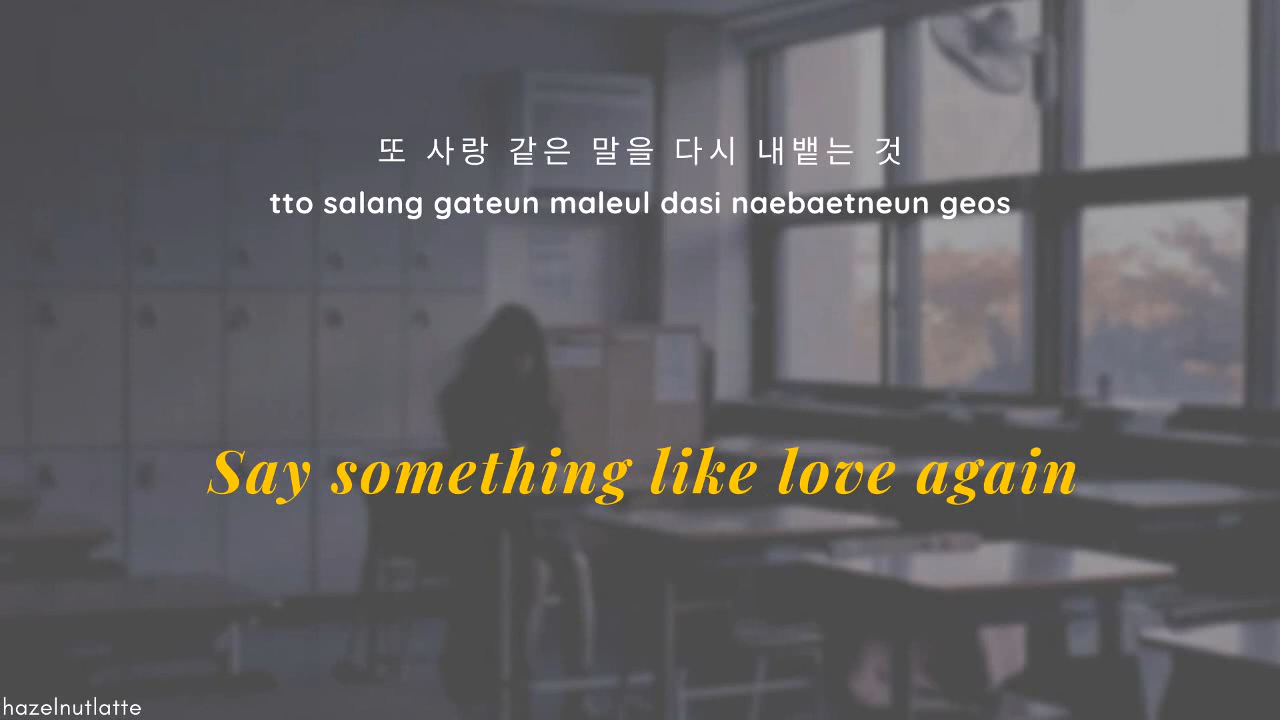 또 사랑 같은 말을 다시 내뱉는 것
tto salang gateun maleul dasi naebaetneun geos
Say something like love again
hazelnutlatte